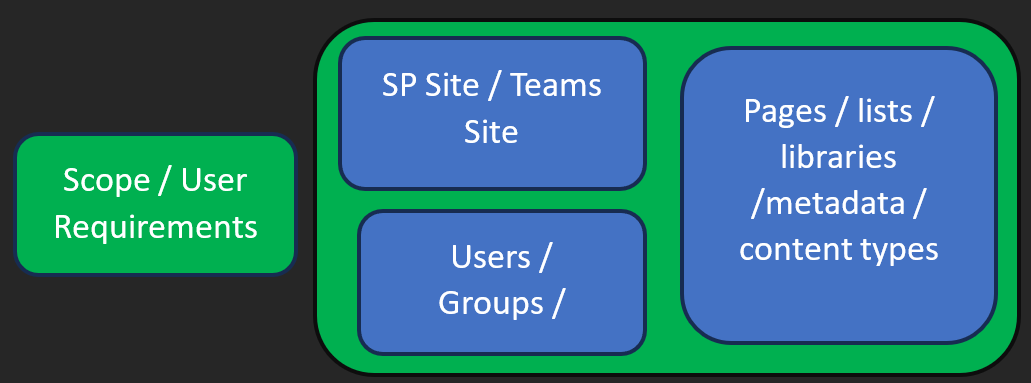 Scope / User
Requirements
SP Site / Teams
Site
Users /
Groups /
Pages / lists /
libraries
/metadata /
content types